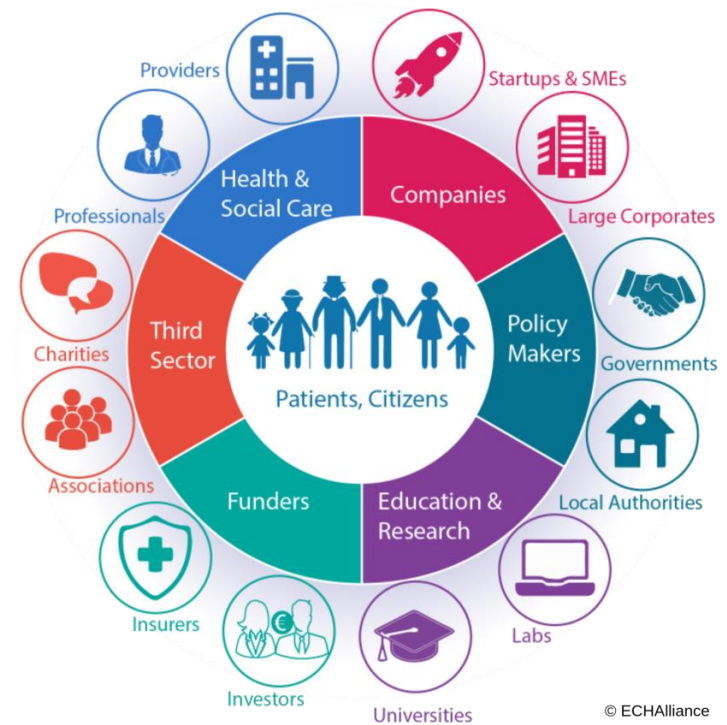 Providers
Startups & SMEs
Professionals
Health &
Social Care
Companies
Large Corporates
Charities
Third
Sector
Policy
Makers
Governments
Patients, Citizens
Associations
Funders
Education &
Research
Local Authorities
Insurers
Labs
Investors
Universities
© ECHAlliance